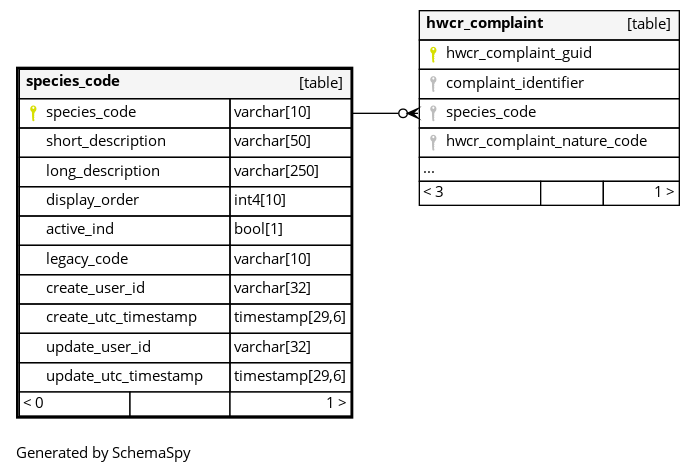 species_code [table]
species_code varchar[10]
short_description varchar[50]
long_description varchar[250]
display_order int4[10]
active_ind bool[1]
legacy_code varchar[10]
create_user_id varchar[32]
create_utc_timestamp timestamp[29,6]
update_user_id varchar[32]
update_utc_timestamp timestamp[29,6]
< 0 1 >
hwcr_complaint [table]
hwcr_complaint_guid
complaint_identifier
species_code
hwcr_complaint_nature_code
...
< 3 1 >
Generated by SchemaSpy